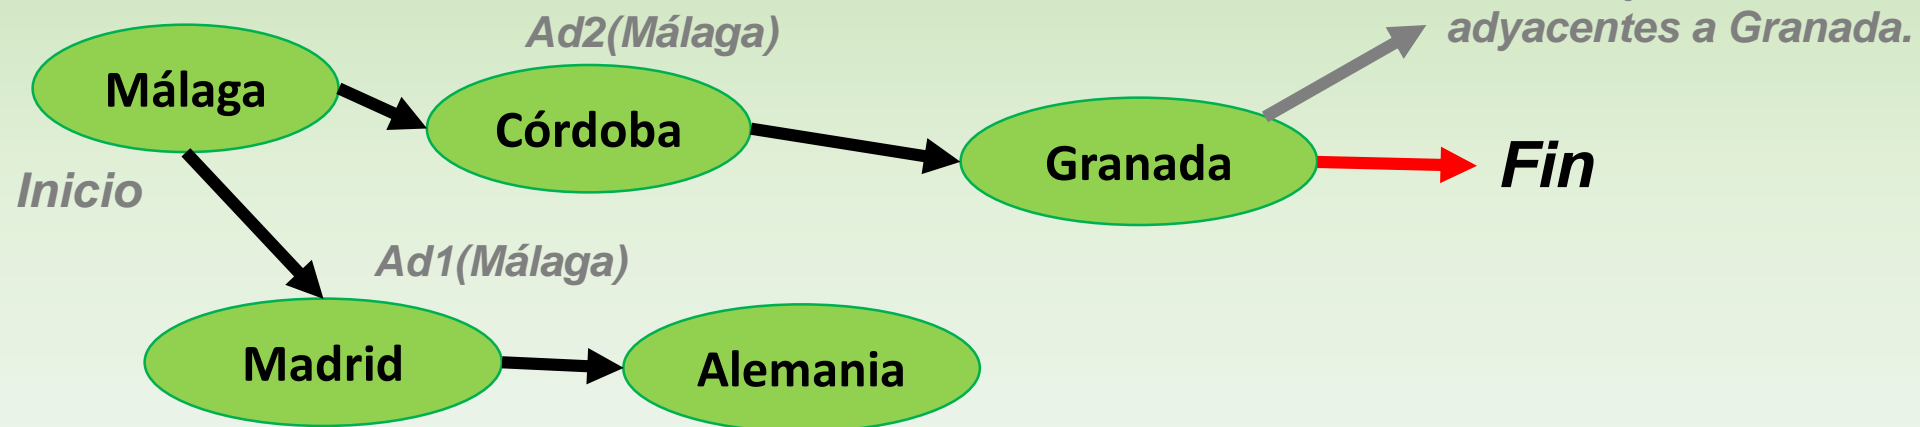 Ad2(Málaga)
adyacentes a Granada.
Málaga
Córdoba
Granada
Fin
Inicio
Ad1(Málaga)
Madrid
Alemania